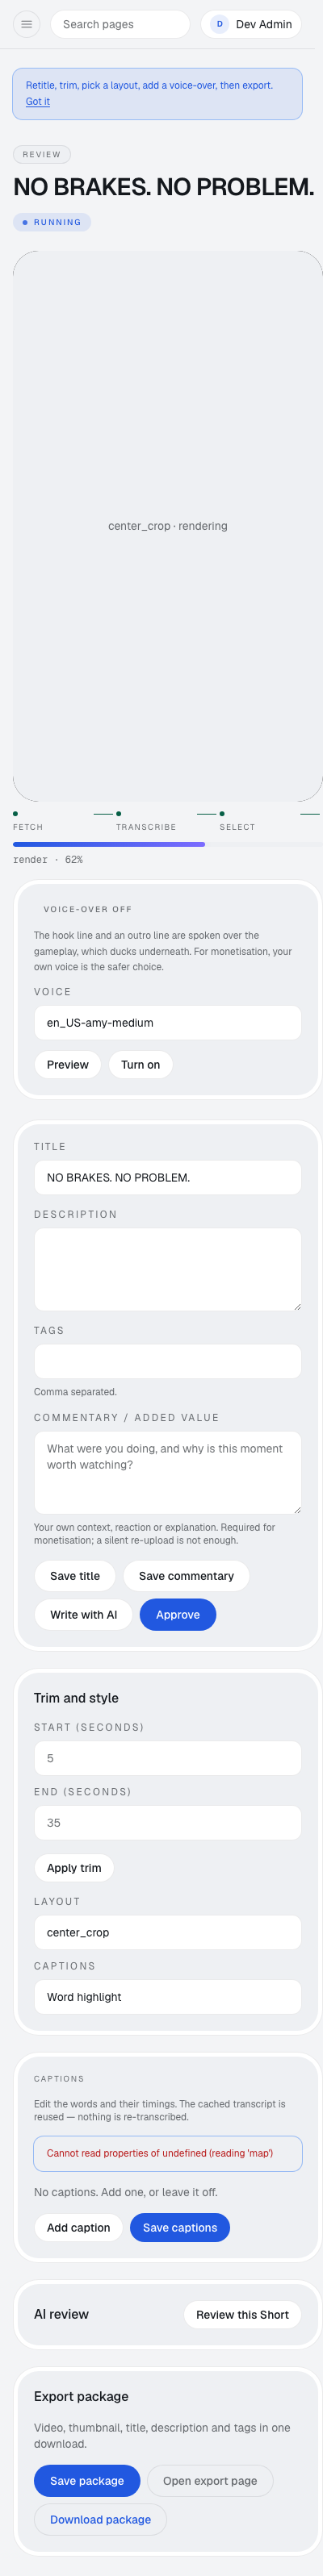 Search pages
D
Dev Admin
Retitle, trim, pick a layout, add a voice-over, then export.
Got it
REVIEW
NO BRAKES. NO PROBLEM.
RUNNING
center_crop · rendering
FETCH
TRANSCRIBE
SELECT
render · 62%
VOICE-OVER OFF
The hook line and an outro line are spoken over the
gameplay, which ducks underneath. For monetisation, your
own voice is the safer choice.
VOICE
en_US-amy-medium
Preview
Turn on
TITLE
NO BRAKES. NO PROBLEM.
DESCRIPTION
TAGS
Comma separated.
COMMENTARY / ADDED VALUE
What were you doing, and why is this moment
worth watching?
Your own context, reaction or explanation. Required for
monetisation; a silent re-upload is not enough.
Save title
Save commentary
Write with AI
Approve
Trim and style
START (SECONDS)
5
END (SECONDS)
35
Apply trim
LAYOUT
center_crop
CAPTIONS
Word highlight
CAPTIONS
Edit the words and their timings. The cached transcript is
reused — nothing is re-transcribed.
Cannot read properties of undefined (reading 'map')
No captions. Add one, or leave it off.
Add caption
Save captions
AI review
Review this Short
Export package
Video, thumbnail, title, description and tags in one
download.
Save package
Open export page
Download package